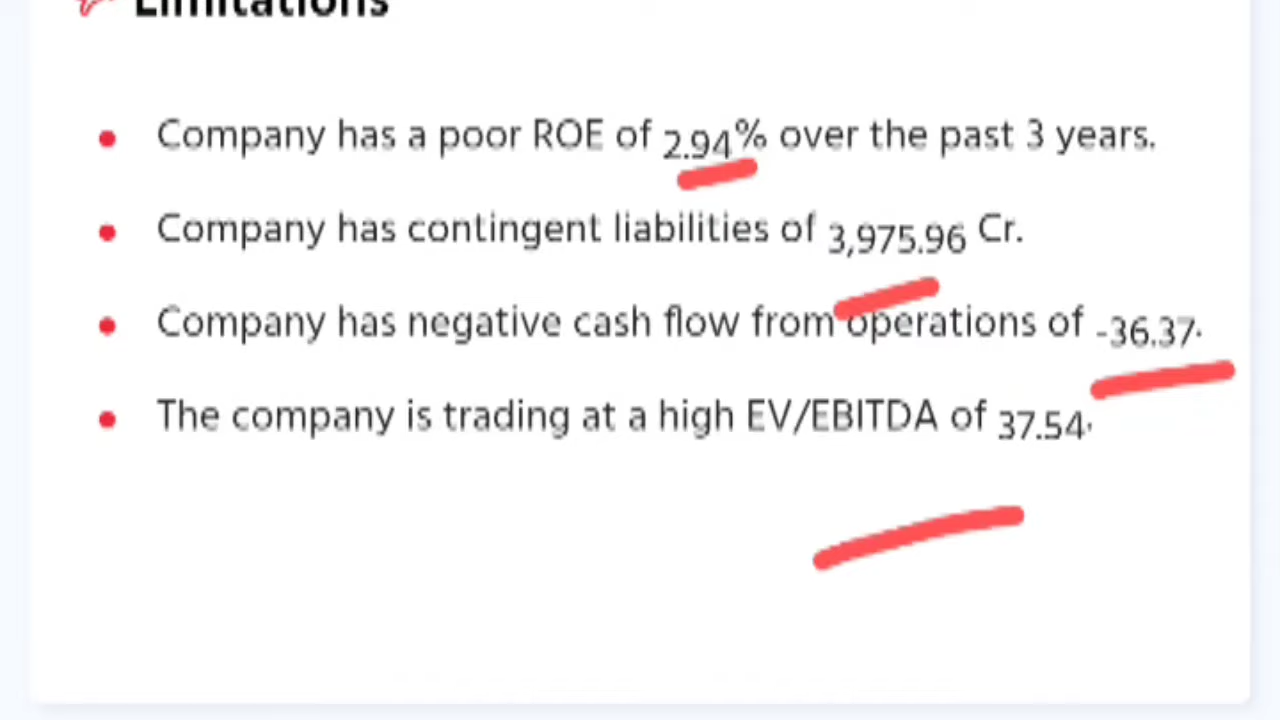 Limitations
Company has a poor ROE of 2.94% over the past 3 years.
Company has contingent liabilities of 3,975.96 Cr.
Company has negative cash flow from operations of -36.37.
The company is trading at a high EV/EBITDA of 37.54.